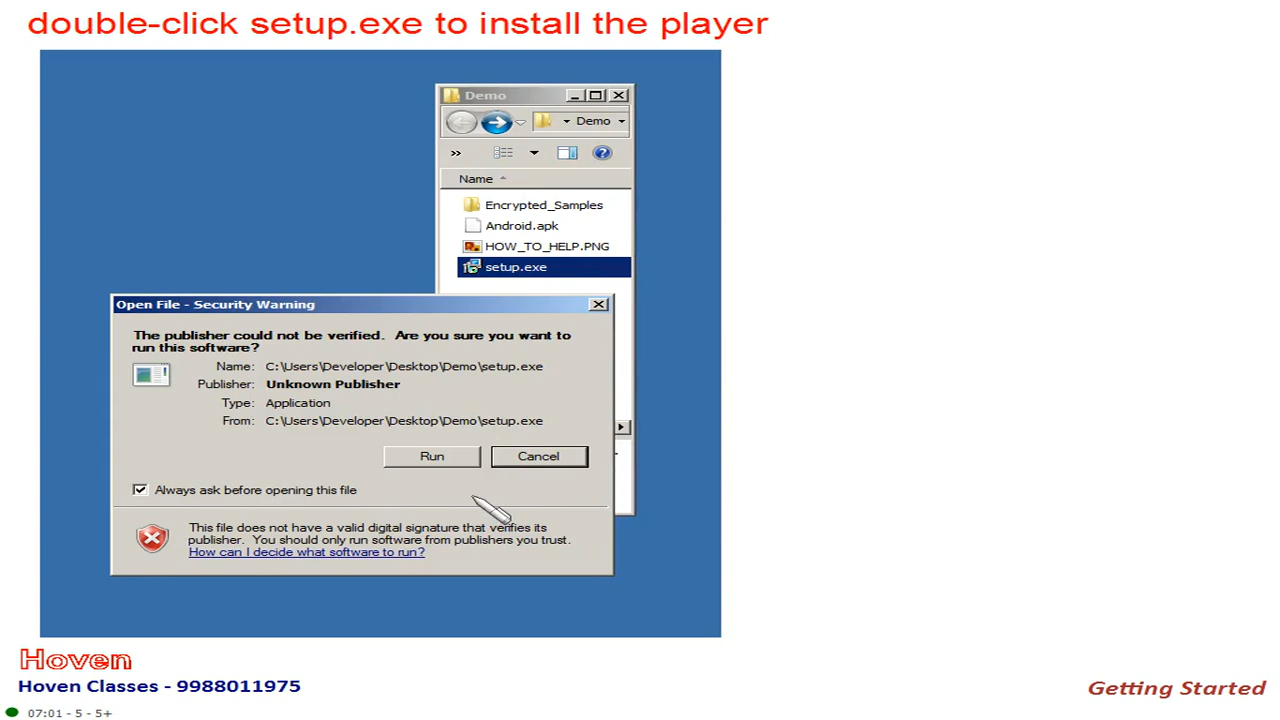 double-click setup.exe to install the player
Demo
Demo
»
Name
Encrypted_Samples
Android.apk
HOW_TO_HELP.PNG
setup.exe
Open File - Security Warning
The publisher could not be verified. Are you sure you want to
run this software?
Name: C:\Users\Developer\Desktop\Demo\setup.exe
Publisher: Unknown Publisher
Type: Application
From: C:\Users\Developer\Desktop\Demo\setup.exe
Run Cancel
Always ask before opening this file
This file does not have a valid digital signature that verifies its
publisher. You should only run software from publishers you trust.
How can I decide what software to run?
Hoven
Hoven Classes - 9988011975
Getting Started
07:01 - 5 - 5+